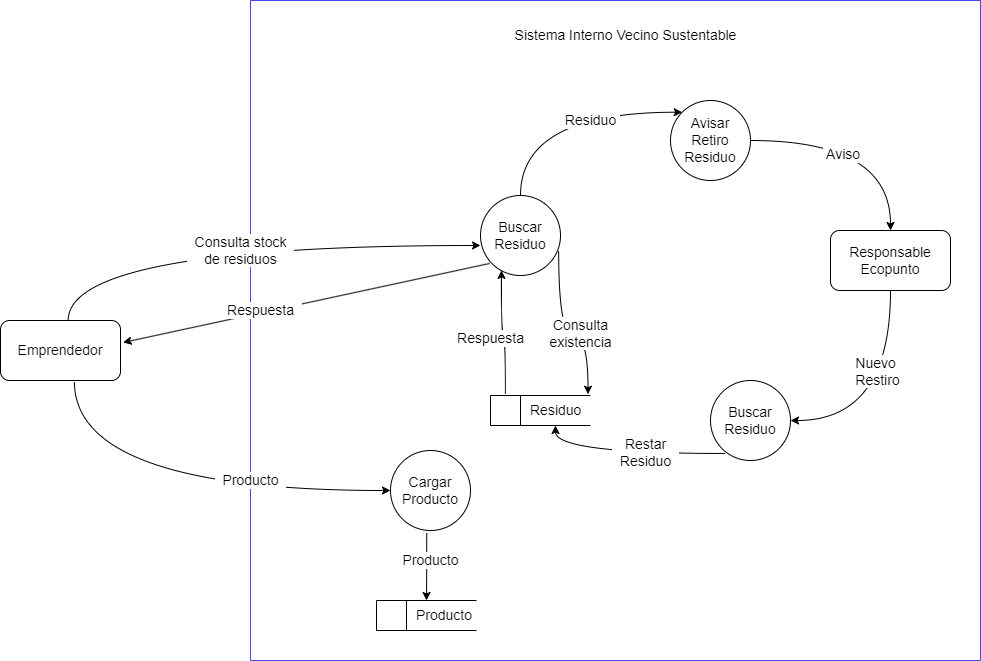 Sistema Interno Vecino Sustentable
Residuo
Avisar
Retiro
Residuo
Aviso
Buscar
Residuo
Consulta stock
de residuos
Responsable
Ecopunto
Respuesta
Emprendedor
Respuesta
Consulta
existencia
Nuevo
Restiro
Residuo
Buscar
Residuo
Restar
Residuo
Producto
Cargar
Producto
Producto
Producto